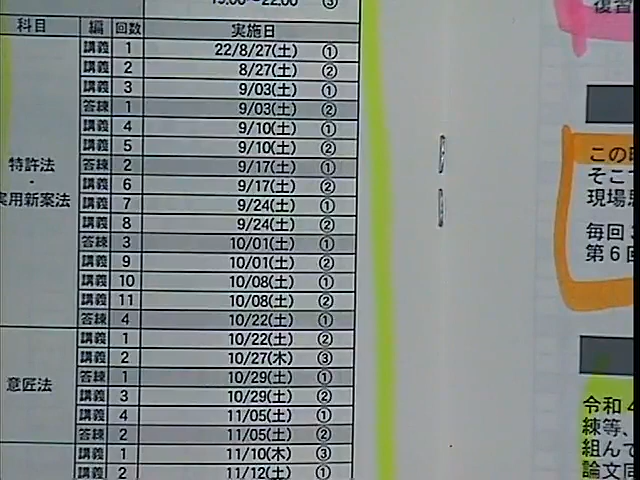 19:00~22:00 ③
科目 編 回数 実施日
講義 1 22/8/27(土) ①
講義 2 8/27(土) ②
講義 3 9/03(土) ①
答練 1 9/03(土) ②
講義 4 9/10(土) ①
講義 5 9/10(土) ②
特許法
・
実用新案法
答練 2 9/17(土) ①
講義 6 9/17(土) ②
講義 7 9/24(土) ①
講義 8 9/24(土) ②
答練 3 10/01(土) ①
講義 9 10/01(土) ②
講義 10 10/08(土) ①
講義 11 10/08(土) ②
答練 4 10/22(土) ①
意匠法
講義 1 10/22(土) ②
講義 2 10/27(木) ③
答練 1 10/29(土) ①
講義 3 10/29(土) ②
講義 4 11/05(土) ①
答練 2 11/05(土) ②
講義 1 11/10(木) ③
講義 2 11/12(土) ①
復習
この
そこ
現場
毎回
第6回
令和4
練等、
組んで
論文